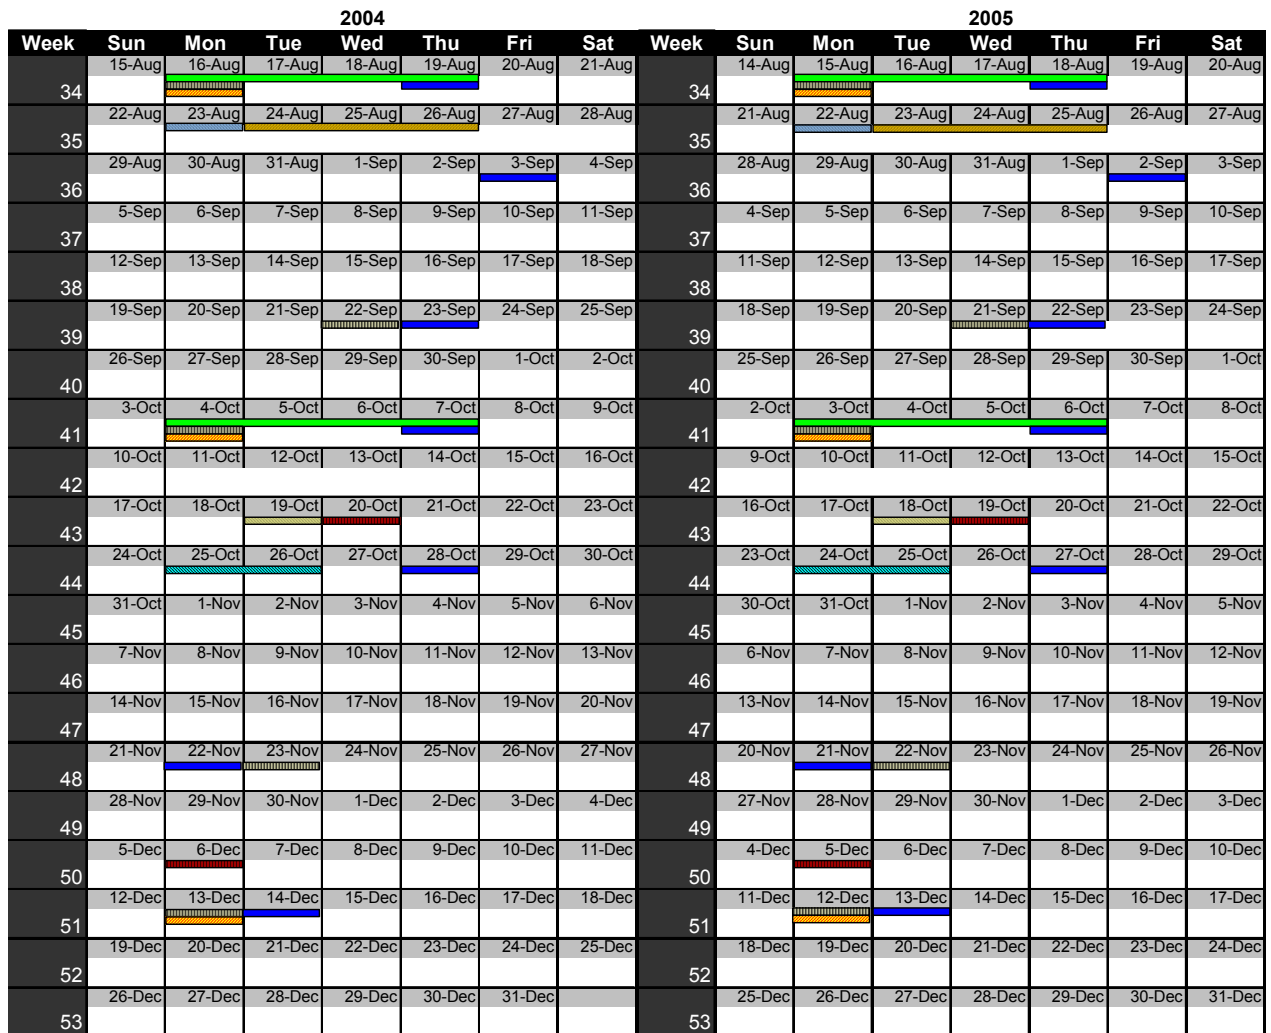 2004 2005
Week Sun Mon Tue Wed Thu Fri Sat Week Sun Mon Tue Wed Thu Fri Sat
15-Aug 16-Aug 17-Aug 18-Aug 19-Aug 20-Aug 21-Aug 14-Aug 15-Aug 16-Aug 17-Aug 18-Aug 19-Aug 20-Aug
34 34
22-Aug 23-Aug 24-Aug 25-Aug 26-Aug 27-Aug 28-Aug 21-Aug 22-Aug 23-Aug 24-Aug 25-Aug 26-Aug 27-Aug
35 35
29-Aug 30-Aug 31-Aug 1-Sep 2-Sep 3-Sep 4-Sep 28-Aug 29-Aug 30-Aug 31-Aug 1-Sep 2-Sep 3-Sep
36 36
5-Sep 6-Sep 7-Sep 8-Sep 9-Sep 10-Sep 11-Sep 4-Sep 5-Sep 6-Sep 7-Sep 8-Sep 9-Sep 10-Sep
37 37
12-Sep 13-Sep 14-Sep 15-Sep 16-Sep 17-Sep 18-Sep 11-Sep 12-Sep 13-Sep 14-Sep 15-Sep 16-Sep 17-Sep
38 38
19-Sep 20-Sep 21-Sep 22-Sep 23-Sep 24-Sep 25-Sep 18-Sep 19-Sep 20-Sep 21-Sep 22-Sep 23-Sep 24-Sep
39 39
26-Sep 27-Sep 28-Sep 29-Sep 30-Sep 1-Oct 2-Oct 25-Sep 26-Sep 27-Sep 28-Sep 29-Sep 30-Sep 1-Oct
40 40
3-Oct 4-Oct 5-Oct 6-Oct 7-Oct 8-Oct 9-Oct 2-Oct 3-Oct 4-Oct 5-Oct 6-Oct 7-Oct 8-Oct
41 41
10-Oct 11-Oct 12-Oct 13-Oct 14-Oct 15-Oct 16-Oct 9-Oct 10-Oct 11-Oct 12-Oct 13-Oct 14-Oct 15-Oct
42 42
17-Oct 18-Oct 19-Oct 20-Oct 21-Oct 22-Oct 23-Oct 16-Oct 17-Oct 18-Oct 19-Oct 20-Oct 21-Oct 22-Oct
43 43
24-Oct 25-Oct 26-Oct 27-Oct 28-Oct 29-Oct 30-Oct 23-Oct 24-Oct 25-Oct 26-Oct 27-Oct 28-Oct 29-Oct
44 44
31-Oct 1-Nov 2-Nov 3-Nov 4-Nov 5-Nov 6-Nov 30-Oct 31-Oct 1-Nov 2-Nov 3-Nov 4-Nov 5-Nov
45 45
7-Nov 8-Nov 9-Nov 10-Nov 11-Nov 12-Nov 13-Nov 6-Nov 7-Nov 8-Nov 9-Nov 10-Nov 11-Nov 12-Nov
46 46
14-Nov 15-Nov 16-Nov 17-Nov 18-Nov 19-Nov 20-Nov 13-Nov 14-Nov 15-Nov 16-Nov 17-Nov 18-Nov 19-Nov
47 47
21-Nov 22-Nov 23-Nov 24-Nov 25-Nov 26-Nov 27-Nov 20-Nov 21-Nov 22-Nov 23-Nov 24-Nov 25-Nov 26-Nov
48 48
28-Nov 29-Nov 30-Nov 1-Dec 2-Dec 3-Dec 4-Dec 27-Nov 28-Nov 29-Nov 30-Nov 1-Dec 2-Dec 3-Dec
49 49
5-Dec 6-Dec 7-Dec 8-Dec 9-Dec 10-Dec 11-Dec 4-Dec 5-Dec 6-Dec 7-Dec 8-Dec 9-Dec 10-Dec
50 50
12-Dec 13-Dec 14-Dec 15-Dec 16-Dec 17-Dec 18-Dec 11-Dec 12-Dec 13-Dec 14-Dec 15-Dec 16-Dec 17-Dec
51 51
19-Dec 20-Dec 21-Dec 22-Dec 23-Dec 24-Dec 25-Dec 18-Dec 19-Dec 20-Dec 21-Dec 22-Dec 23-Dec 24-Dec
52 52
26-Dec 27-Dec 28-Dec 29-Dec 30-Dec 31-Dec 25-Dec 26-Dec 27-Dec 28-Dec 29-Dec 30-Dec 31-Dec
53 53